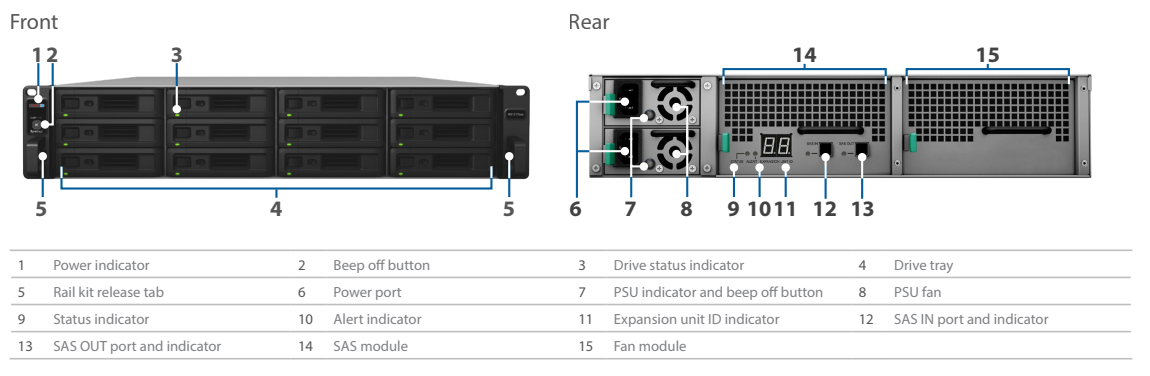 Front
Rear
1 2 3
14 15
5 4 5
6 7 8 9 10 11 12 13
1 Power indicator 2 Beep off button 3 Drive status indicator 4 Drive tray
5 Rail kit release tab 6 Power port 7 PSU indicator and beep off button 8 PSU fan
9 Status indicator 10 Alert indicator 11 Expansion unit ID indicator 12 SAS IN port and indicator
13 SAS OUT port and indicator 14 SAS module 15 Fan module